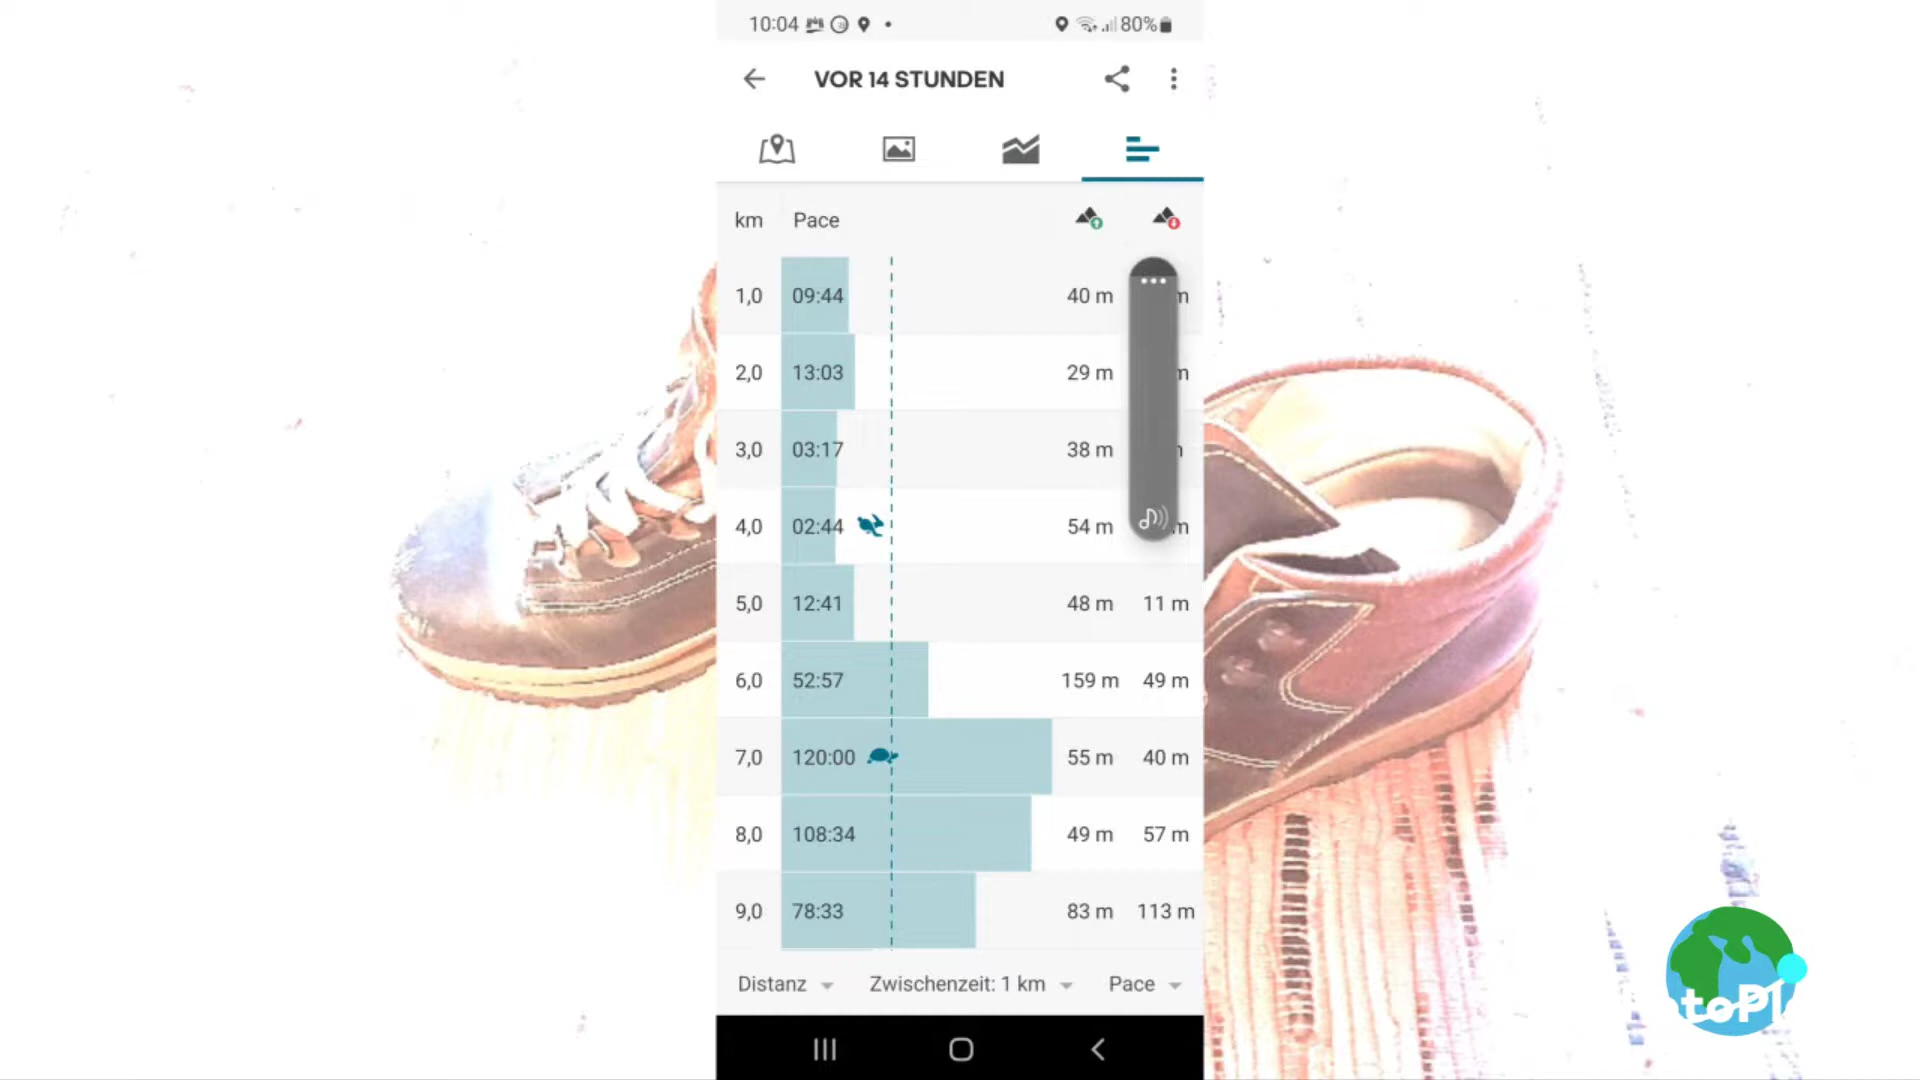 10:04 80%
VOR 14 STUNDEN
km Pace
1,0 09:44 40 m m
2,0 13:03 29 m m
3,0 03:17 38 m
4,0 02:44 54 m m
5,0 12:41 48 m 11 m
6,0 52:57 159 m 49 m
7,0 120:00 55 m 40 m
8,0 108:34 49 m 57 m
9,0 78:33 83 m 113 m
Distanz Zwischenzeit: 1 km Pace